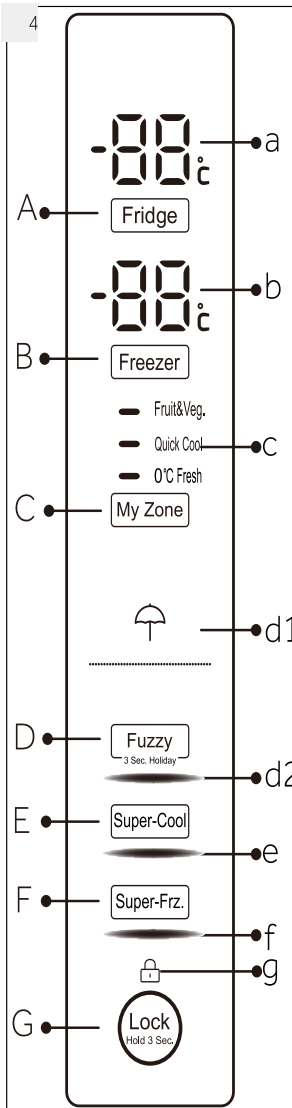 4
-88°C
a
A
Fridge
-88°C
b
B
Freezer
Fruit&Veg.
Quick Cool
c
0°C Fresh
C
My Zone
d1
D
Fuzzy
3 Sec. Holiday
d2
E
Super-Cool
e
F
Super-Frz.
f
g
G
Lock
Hold 3 Sec.